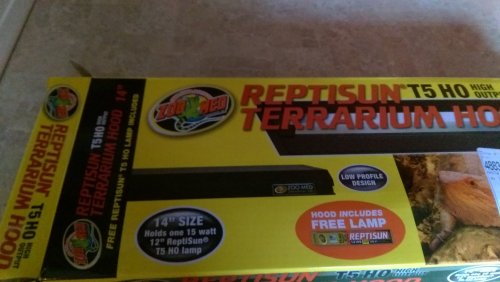 REPTISUN® T5 HO HIGH
TERRARIUM
ZOO MED
ZOO MED
LOW PROFILE
DESIGN
14" SIZE
Holds one 15 watt
12" ReptiSun®
T5 HO lamp
HOOD INCLUDES
FREE LAMP
REPTISUN
REPTISUN T5 HO HIGH OUTPUT
TERRARIUM HOOD 14"
FREE REPTISUN® T5 HO LAMP INCLUDED
REPTISUN T5 HO HIGH OUTPUT
TERRARIUM HOOD
REPTISUN T5 HO